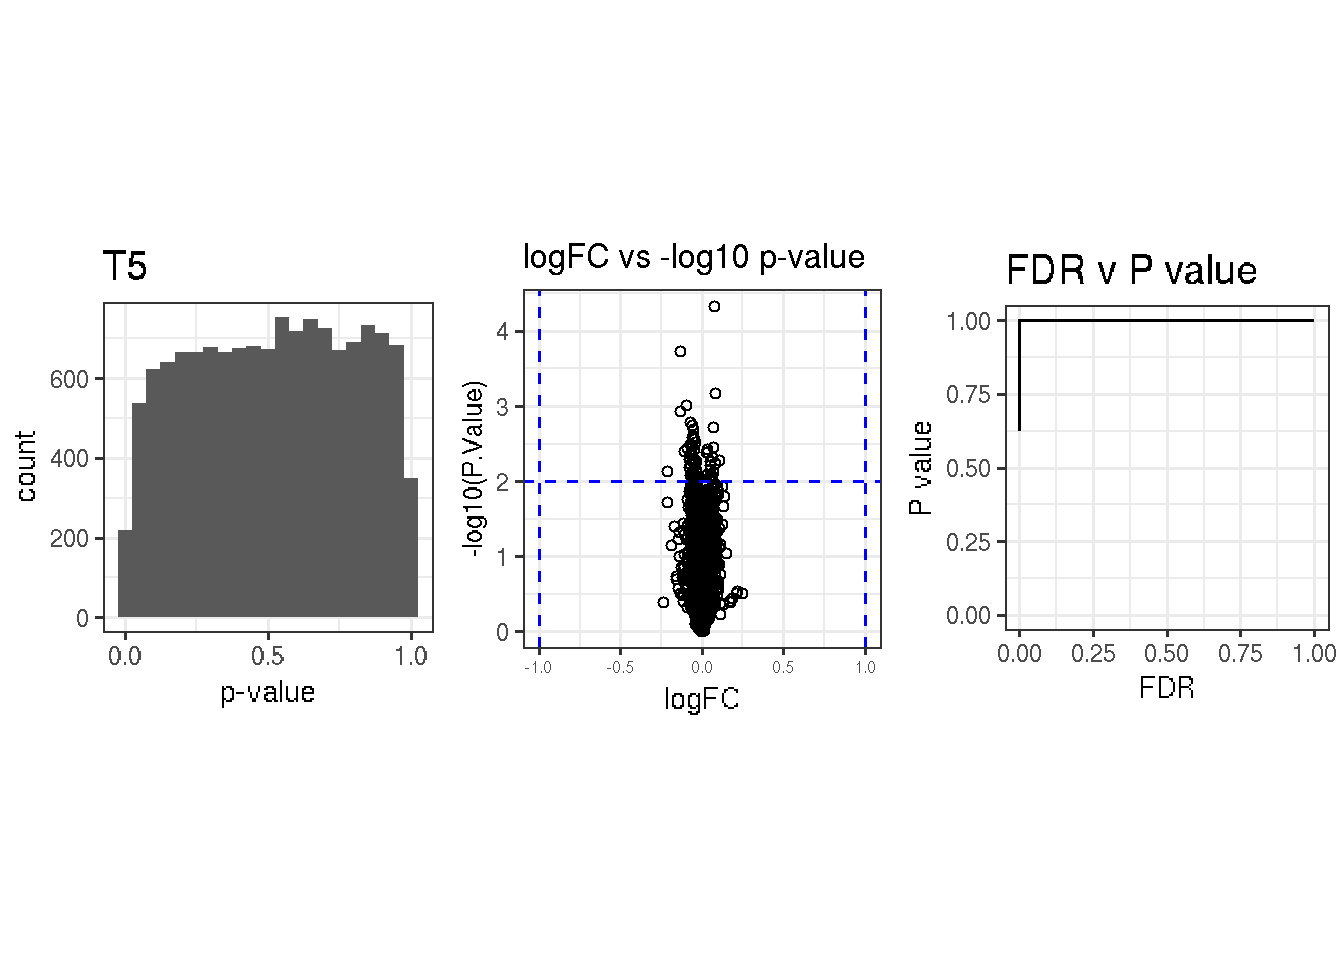 T5
count
600
400
200
0
0.0 0.5 1.0
p-value
logFC vs -log10 p-value
-log10(P.Value)
4
3
2
1
0
-1.0 -0.5 0.0 0.5 1.0
logFC
FDR v P value
P value
1.00
0.75
0.50
0.25
0.00
0.00 0.25 0.50 0.75 1.00
FDR